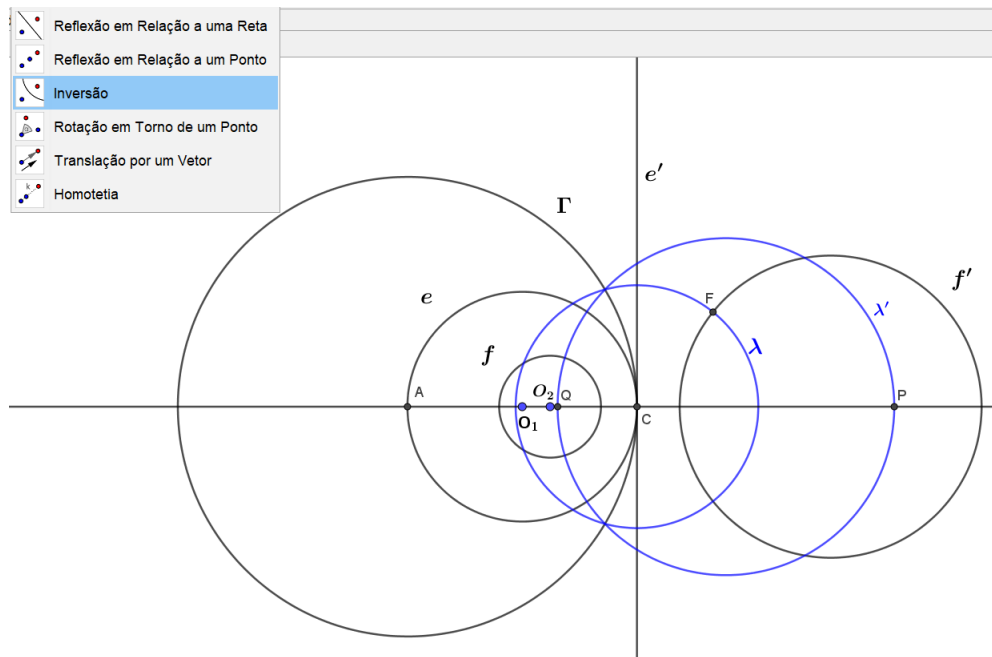 Reflexão em Relação a uma Reta
Reflexão em Relação a um Ponto
Inversão
Rotação em Torno de um Ponto
Translação por um Vetor
k
Homotetia
e′
Γ
f′
e
λ′
F
f
λ
A
O₂
Q
P
O₁
C